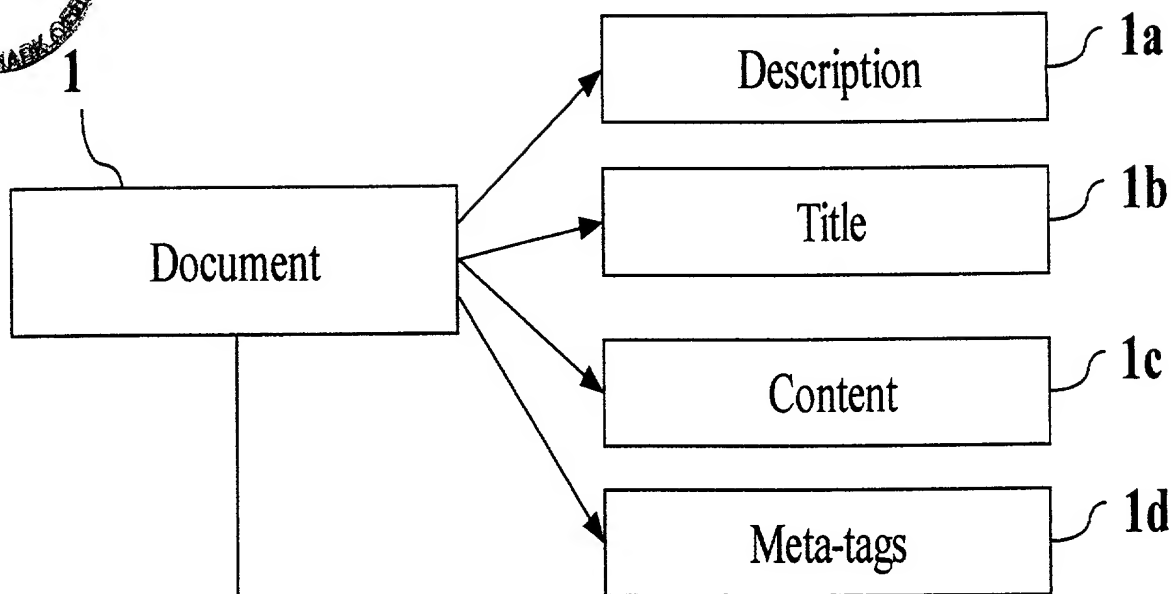 1
Document
Description
1a
Title
1b
Content
1c
Meta-tags
1d